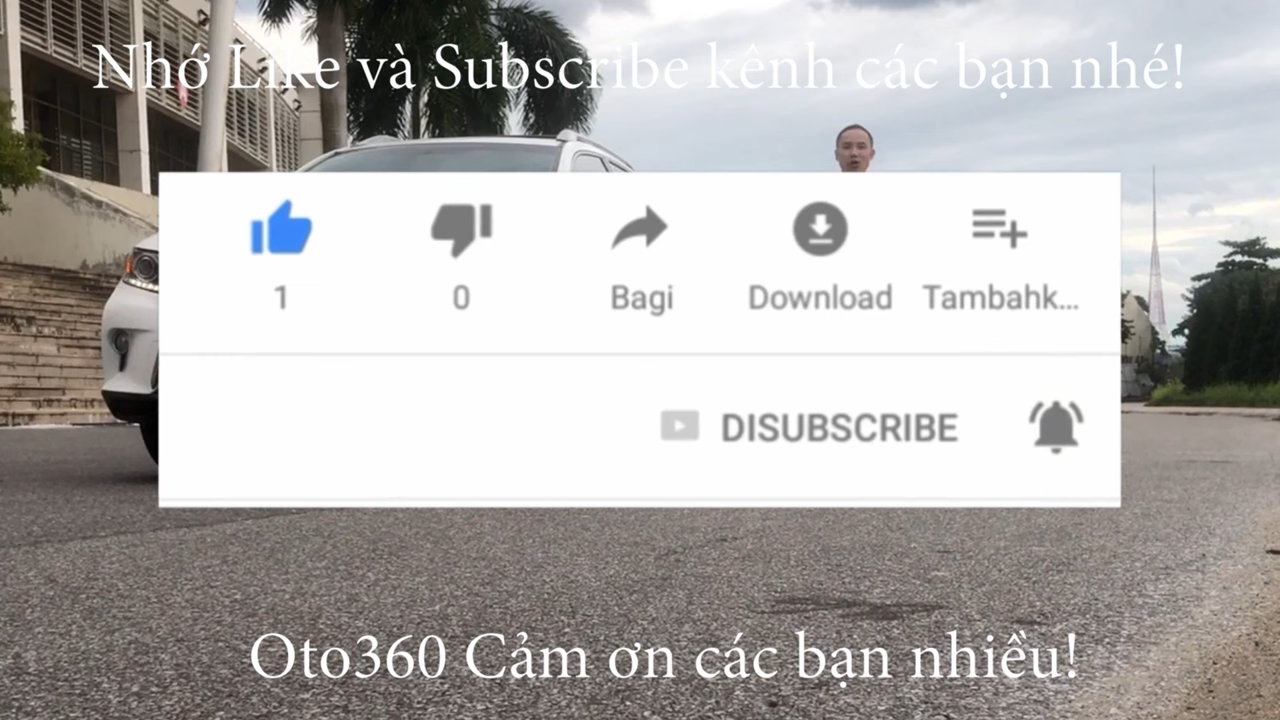 Nhớ Like và Subscribe kênh các bạn nhé!
1 0 Bagi Download Tambahk...
DISUBSCRIBE
Oto360 Cảm ơn các bạn nhiều!